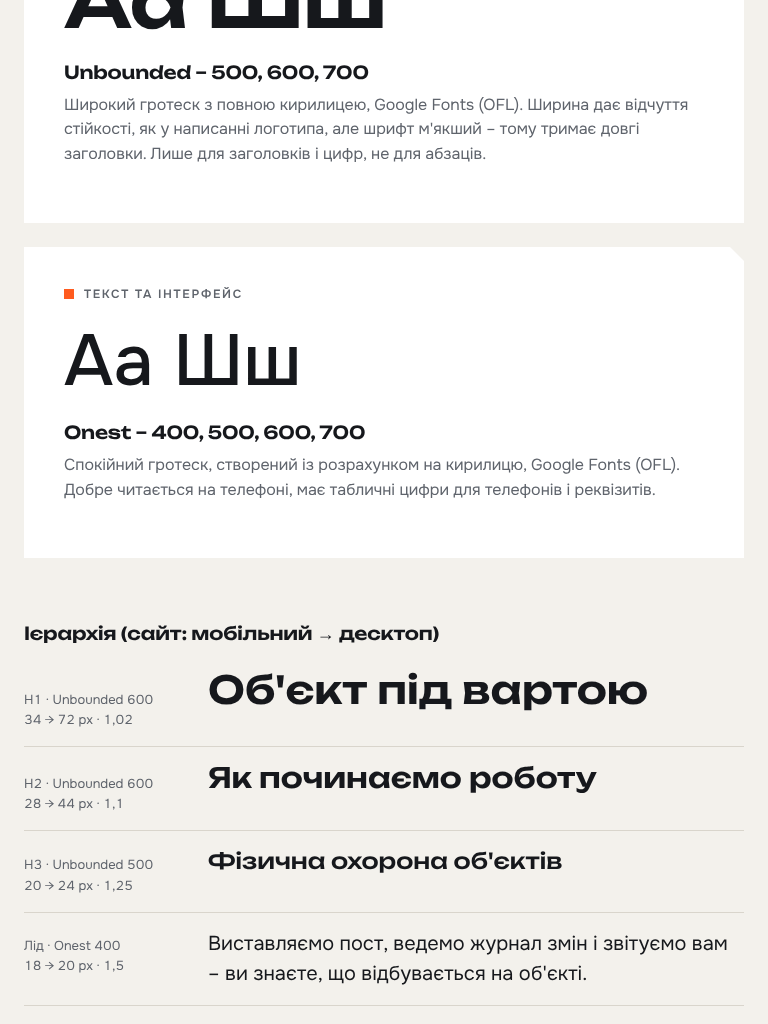 Аа Шш
Unbounded – 500, 600, 700
Широкий гротеск з повною кирилицею, Google Fonts (OFL). Ширина дає відчуття
стійкості, як у написанні логотипа, але шрифт м'якший – тому тримає довгі
заголовки. Лише для заголовків і цифр, не для абзаців.
ТЕКСТ ТА ІНТЕРФЕЙС
Аа Шш
Onest – 400, 500, 600, 700
Спокійний гротеск, створений із розрахунком на кирилицю, Google Fonts (OFL).
Добре читається на телефоні, має табличні цифри для телефонів і реквізитів.
Ієрархія (сайт: мобільний → десктоп)
H1 · Unbounded 600
34 → 72 px · 1,02
Об'єкт під вартою
H2 · Unbounded 600
28 → 44 px · 1,1
Як починаємо роботу
H3 · Unbounded 500
20 → 24 px · 1,25
Фізична охорона об'єктів
Лід · Onest 400
18 → 20 px · 1,5
Виставляємо пост, ведемо журнал змін і звітуємо вам
– ви знаєте, що відбувається на об'єкті.